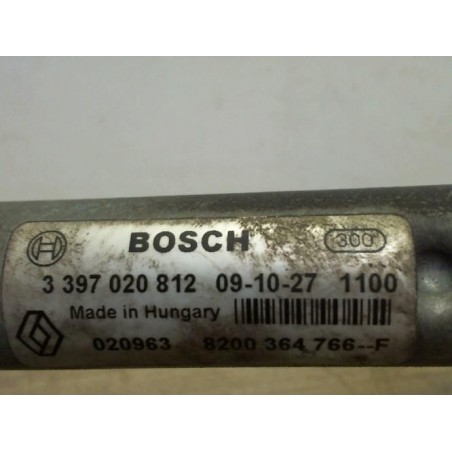 BOSCH 300
3 397 020 812 09-10-27 1100
Made in Hungary
020963 8200 364 766--F